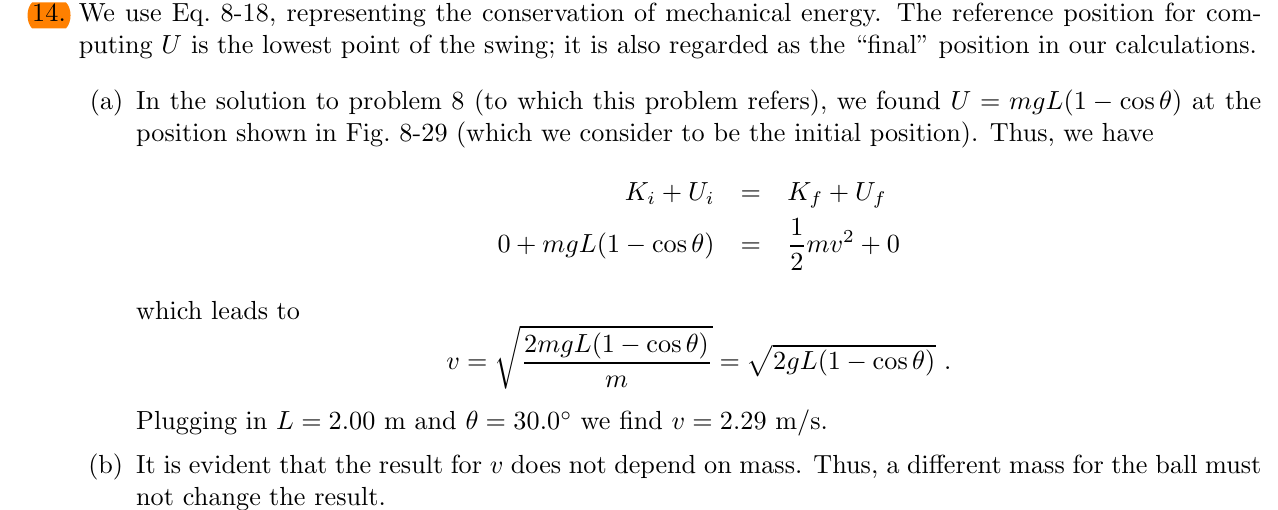 14. We use Eq. 8-18, representing the conservation of mechanical energy. The reference position for com-
puting U is the lowest point of the swing; it is also regarded as the “final” position in our calculations.
(a) In the solution to problem 8 (to which this problem refers), we found U = mgL(1 − cos θ) at the
position shown in Fig. 8-29 (which we consider to be the initial position). Thus, we have
K_i + U_i = K_f + U_f
0 + mgL(1 − cos θ) = \frac{1}{2}mv^2 + 0
which leads to
v = \sqrt{\frac{2mgL(1 − cos θ)}{m}} = \sqrt{2gL(1 − cos θ)} .
Plugging in L = 2.00 m and θ = 30.0° we find v = 2.29 m/s.
(b) It is evident that the result for v does not depend on mass. Thus, a different mass for the ball must
not change the result.